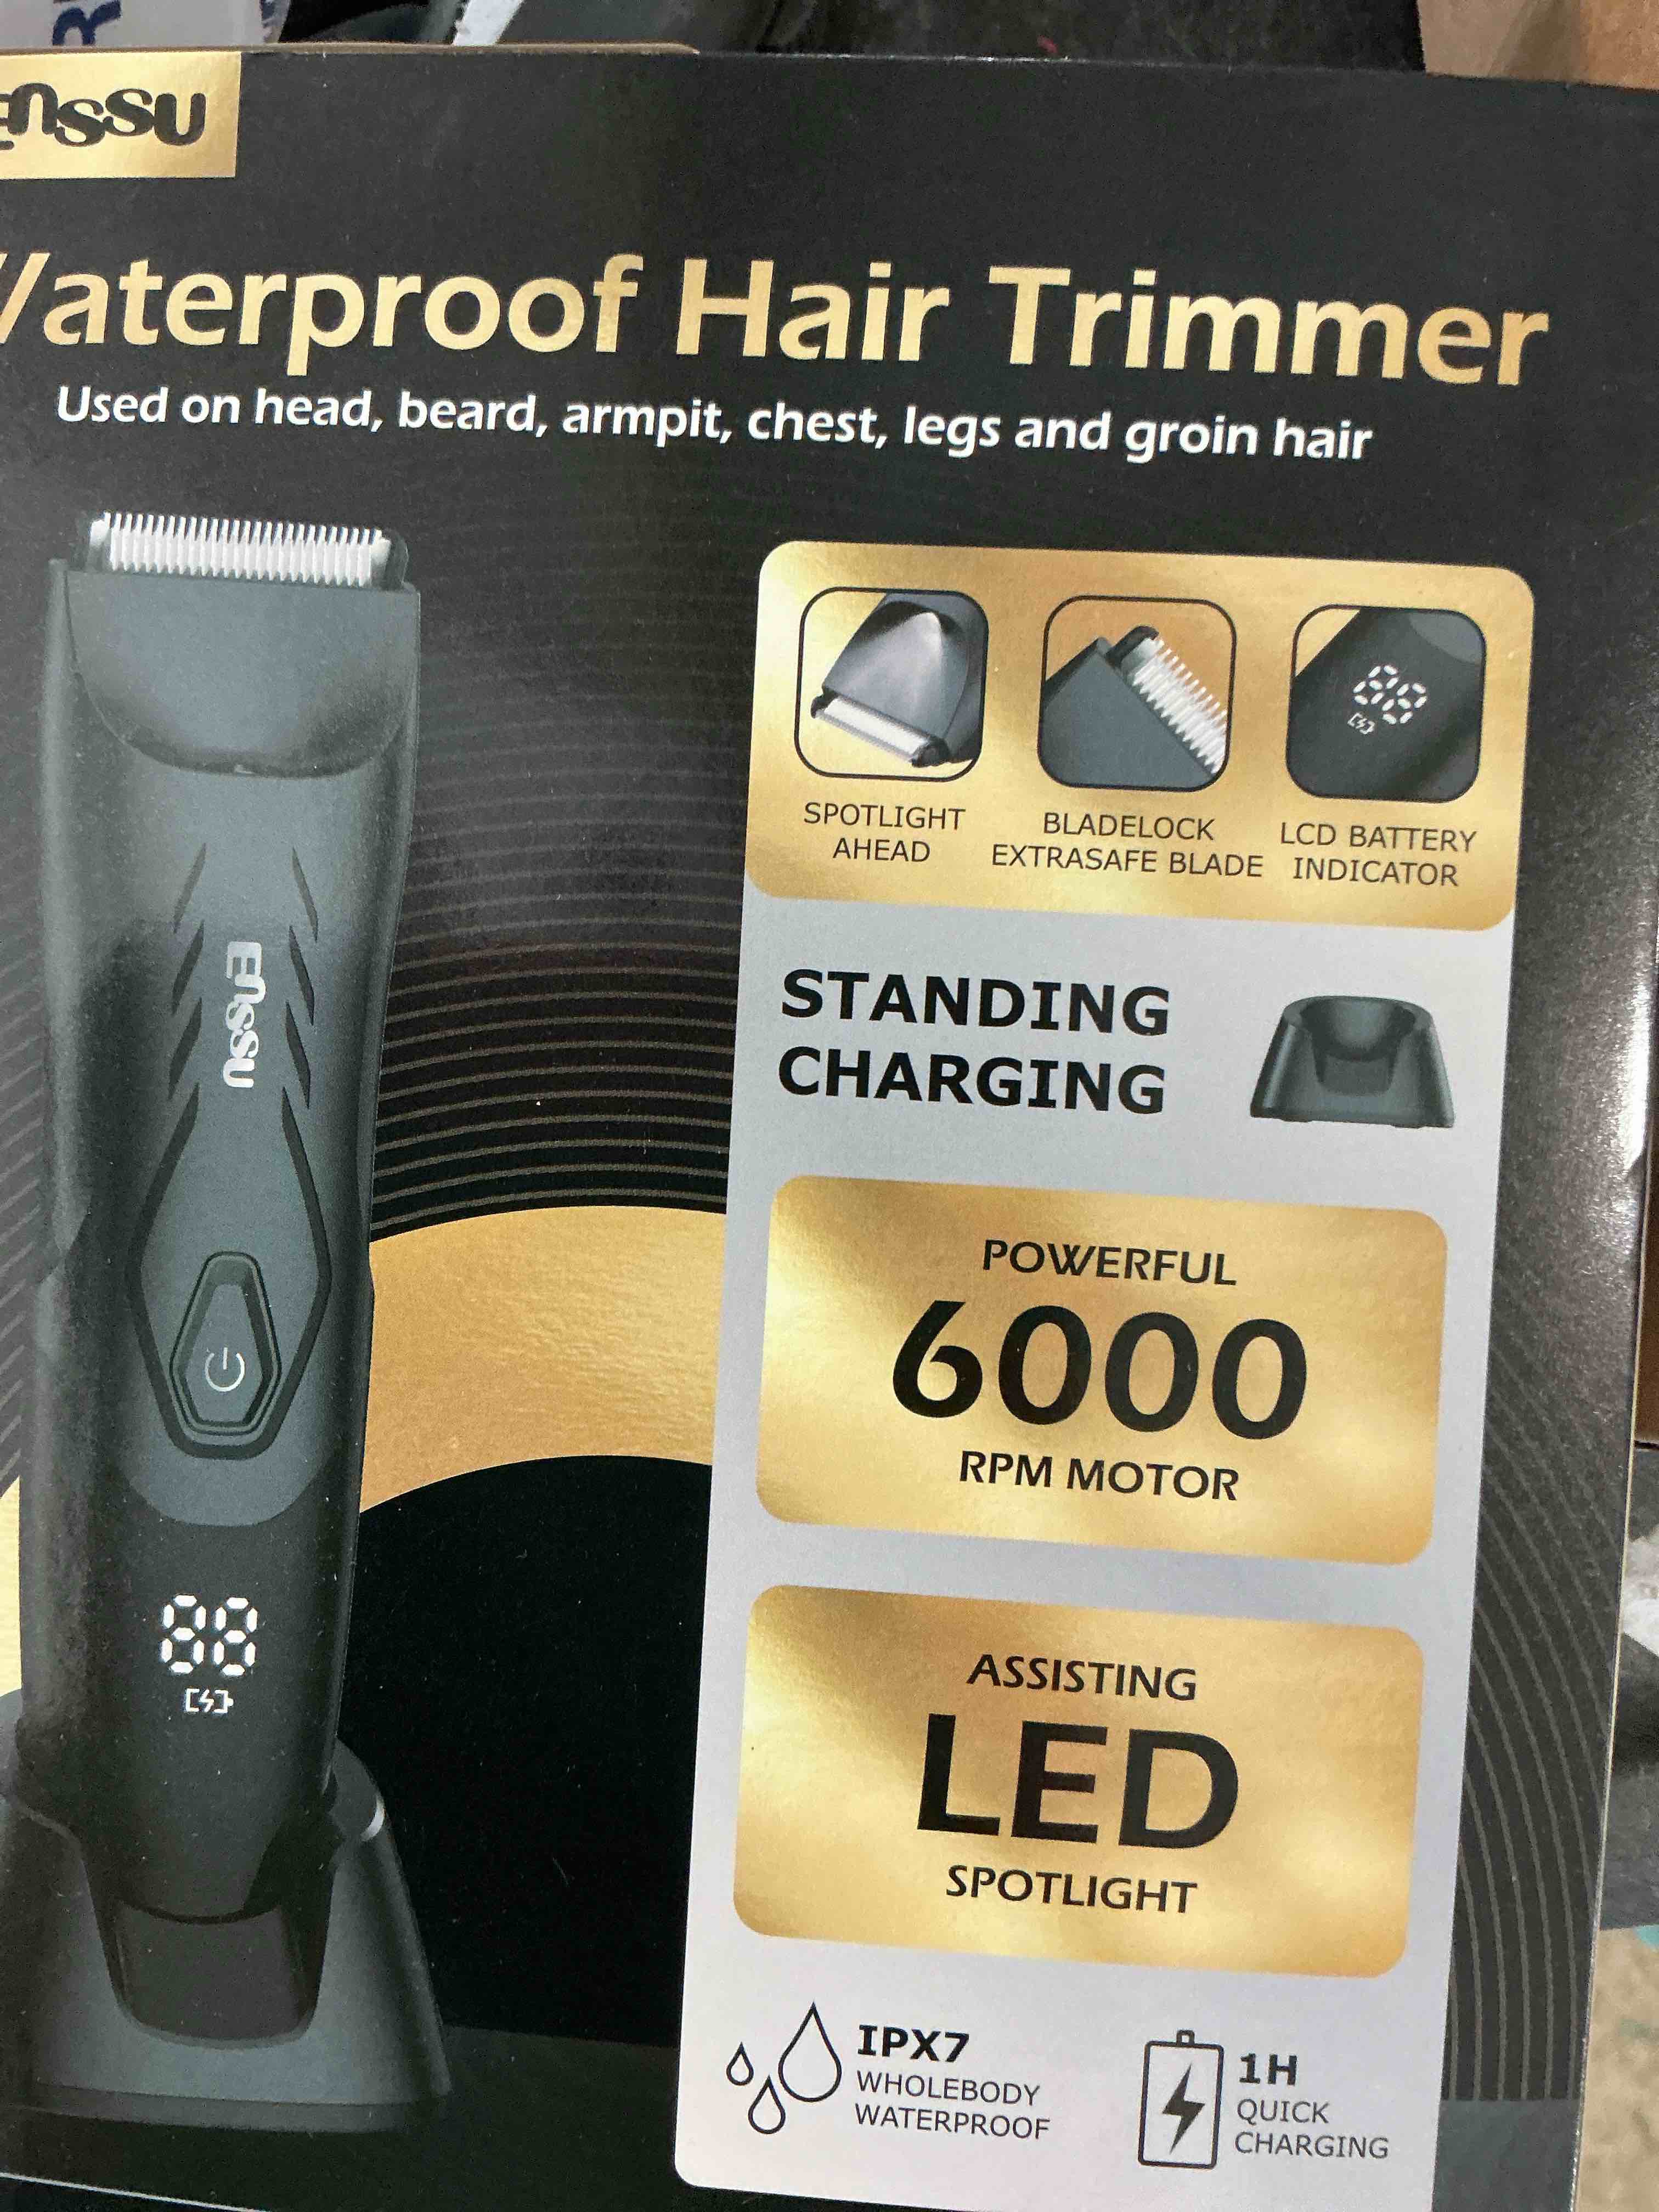 Enssu
Waterproof Hair Trimmer
Used on head, beard, armpit, chest, legs and groin hair
88
SPOTLIGHT
AHEAD
BLADELOCK
EXTRASAFE BLADE
LCD BATTERY
INDICATOR
Enssu
STANDING
CHARGING
POWERFUL
6000
RPM MOTOR
88
ASSISTING
LED
SPOTLIGHT
IPX7
WHOLEBODY
WATERPROOF
1H
QUICK
CHARGING